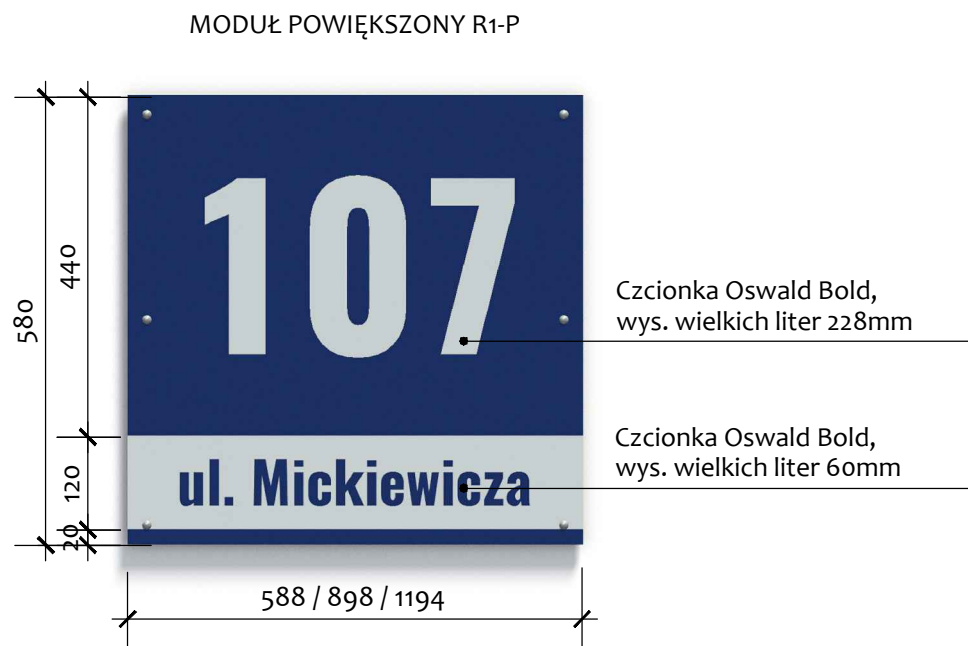 MODUŁ POWIĘKSZONY R1-P
107
440
580
Czcionka Oswald Bold,
wys. wielkich liter 228mm
ul. Mickiewicza
Czcionka Oswald Bold,
wys. wielkich liter 60mm
120
20
588 / 898 / 1194